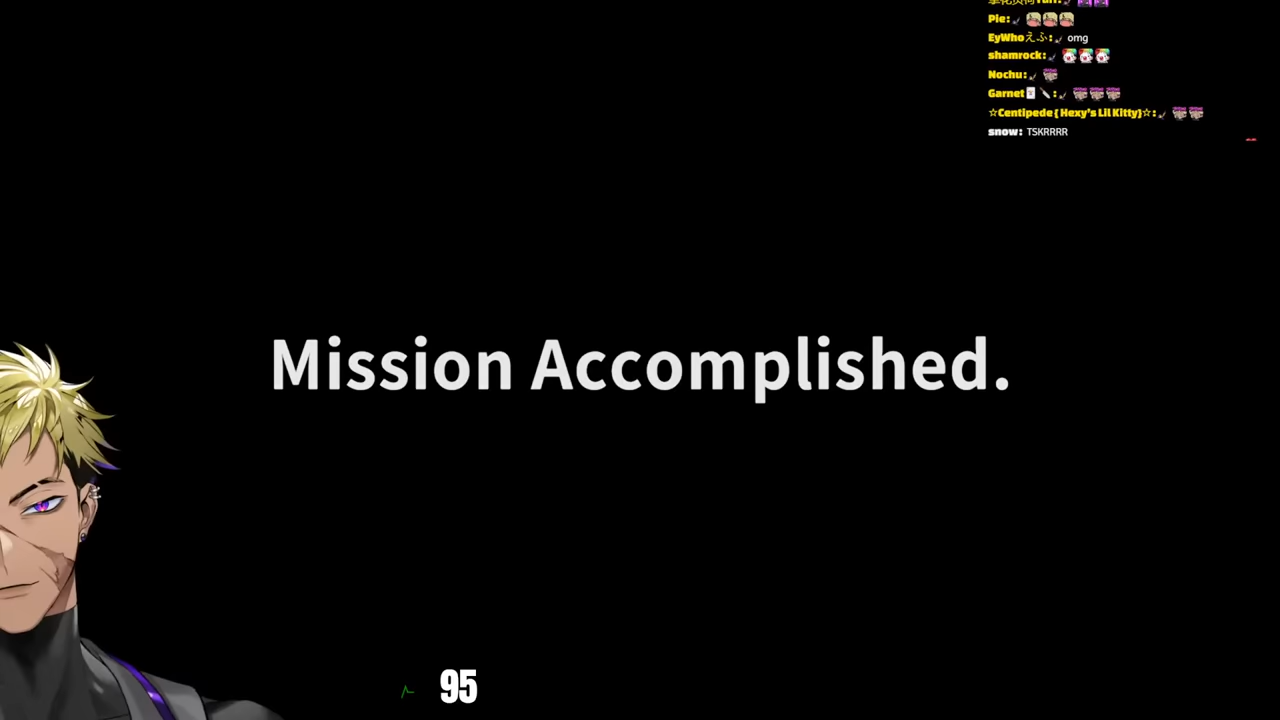 Pie:
EyWhoえふ: omg
shamrock:
Nochu:
Garnet:
☆Centipede { Hexy's Lil Kitty}☆:
snow: TSKRRRR
Mission Accomplished.
95